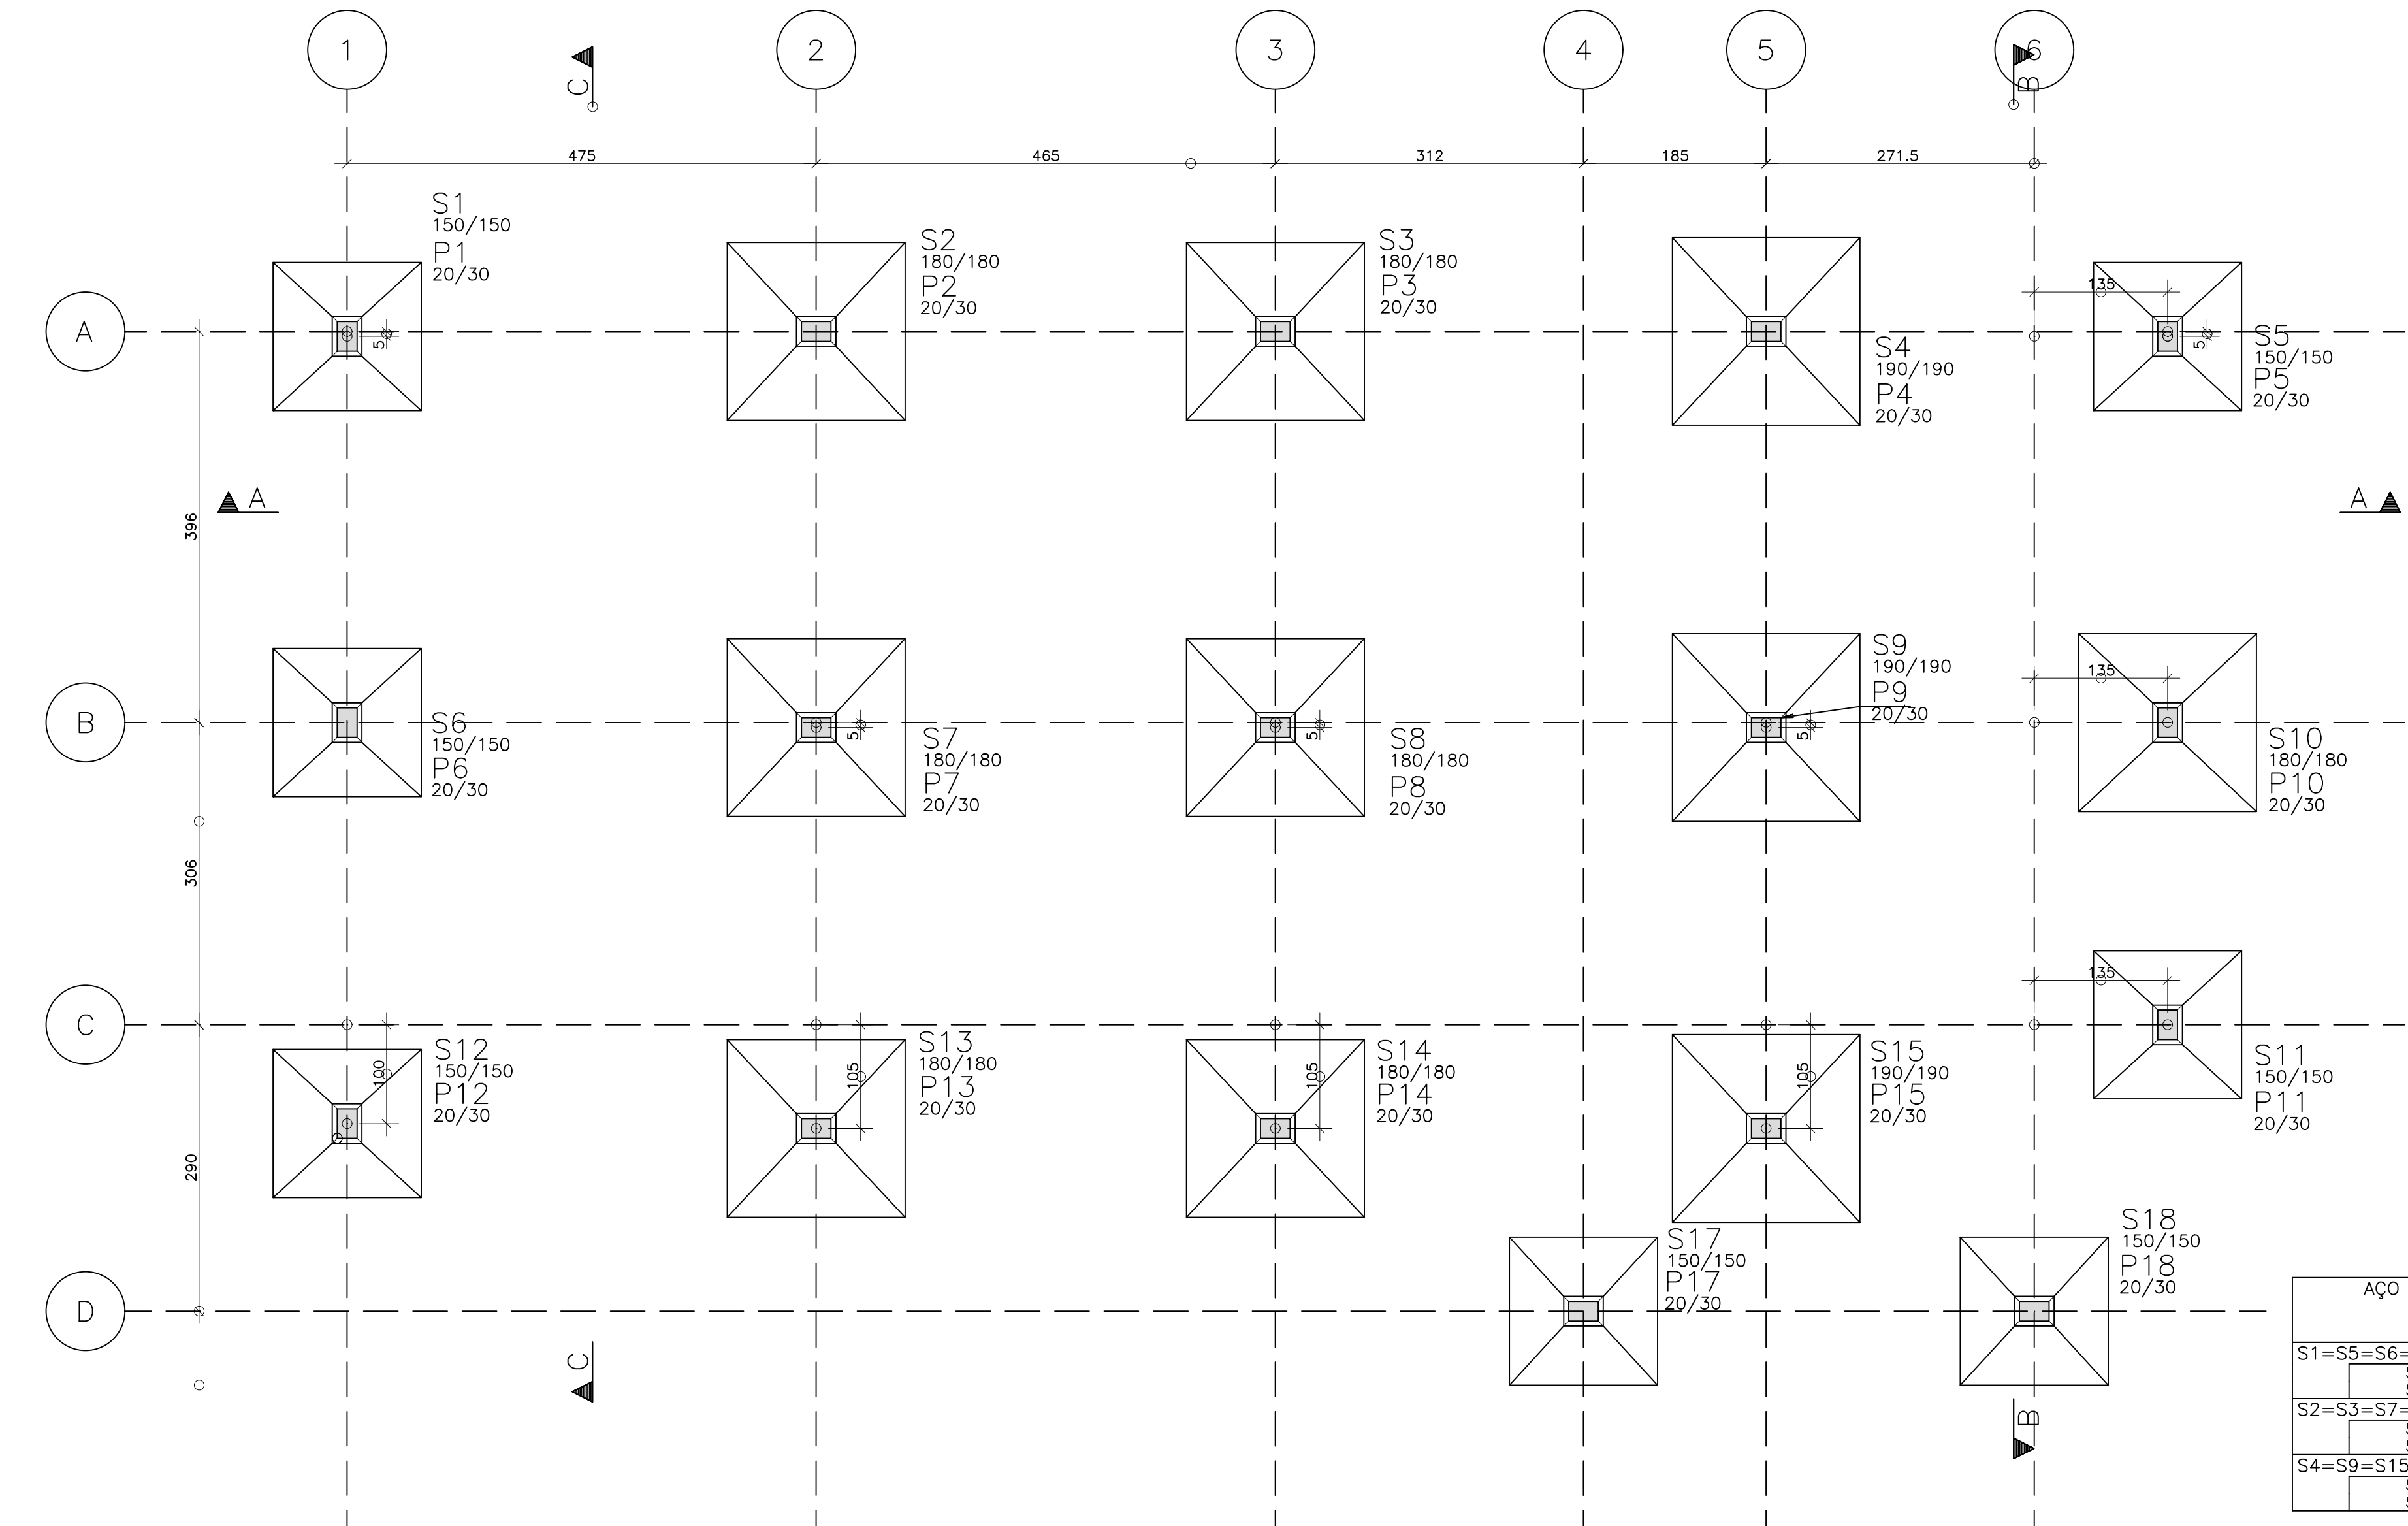 1
2
3
4
5
6
C
B
475
465
312
185
271.5
S1
150/150
P1
20/30
S2
180/180
P2
20/30
S3
180/180
P3
20/30
S4
190/190
P4
20/30
135
S5
150/150
P5
20/30
A
5
5
A
A
396
B
S6
150/150
P6
20/30
5
S7
180/180
P7
20/30
5
S8
180/180
P8
20/30
5
S9
190/190
P9
20/30
135
S10
180/180
P10
20/30
306
C
100
S12
150/150
P12
20/30
105
S13
180/180
P13
20/30
105
S14
180/180
P14
20/30
105
S15
190/190
P15
20/30
135
S11
150/150
P11
20/30
290
D
S17
150/150
P17
20/30
S18
150/150
P18
20/30
C
B
AÇO
S1=S5=S6=
S2=S3=S7=
S4=S9=S15